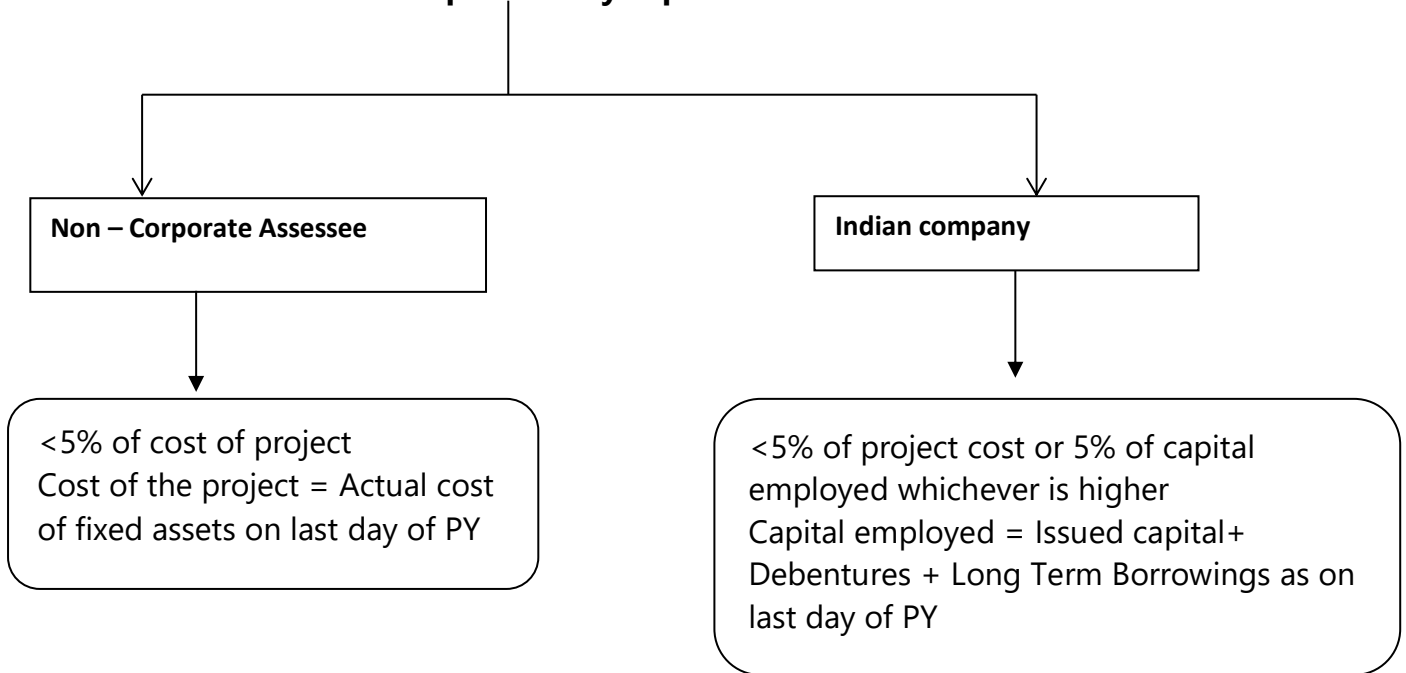 Non – Corporate Assessee
Indian company
<5% of cost of project
Cost of the project = Actual cost
of fixed assets on last day of PY
<5% of project cost or 5% of capital
employed whichever is higher
Capital employed = Issued capital+
Debentures + Long Term Borrowings as on
last day of PY